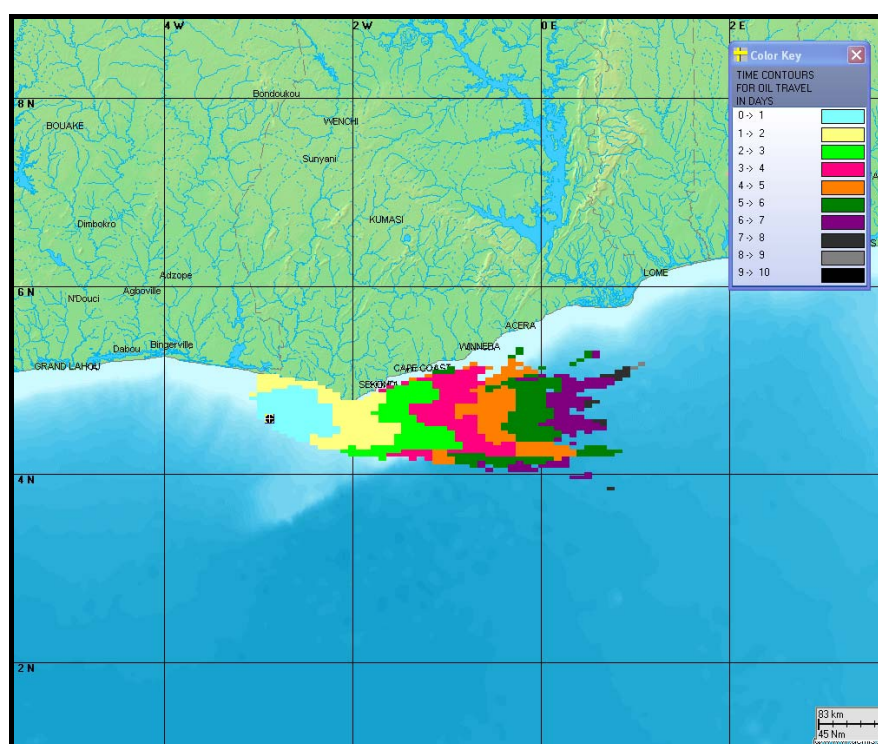 4 W
2 W
0 E
2 E
Color Key
TIME CONTOURS
FOR OIL TRAVEL
IN DAYS
0 -> 1
1 -> 2
2 -> 3
3 -> 4
4 -> 5
5 -> 6
6 -> 7
7 -> 8
8 -> 9
9 -> 10
8 N
Bondoukou
BOUAKE
WENCHI
Sunyani
Dimbokro
KUMASI
Adzope
LOME
6 N
Agboville
N'Douci
ACERA
Dabou
Bingerville
WINNEBA
GRAND LAHOU
CAPE COAST
SEKONDI
4 N
2 N
83 km
45 Nm